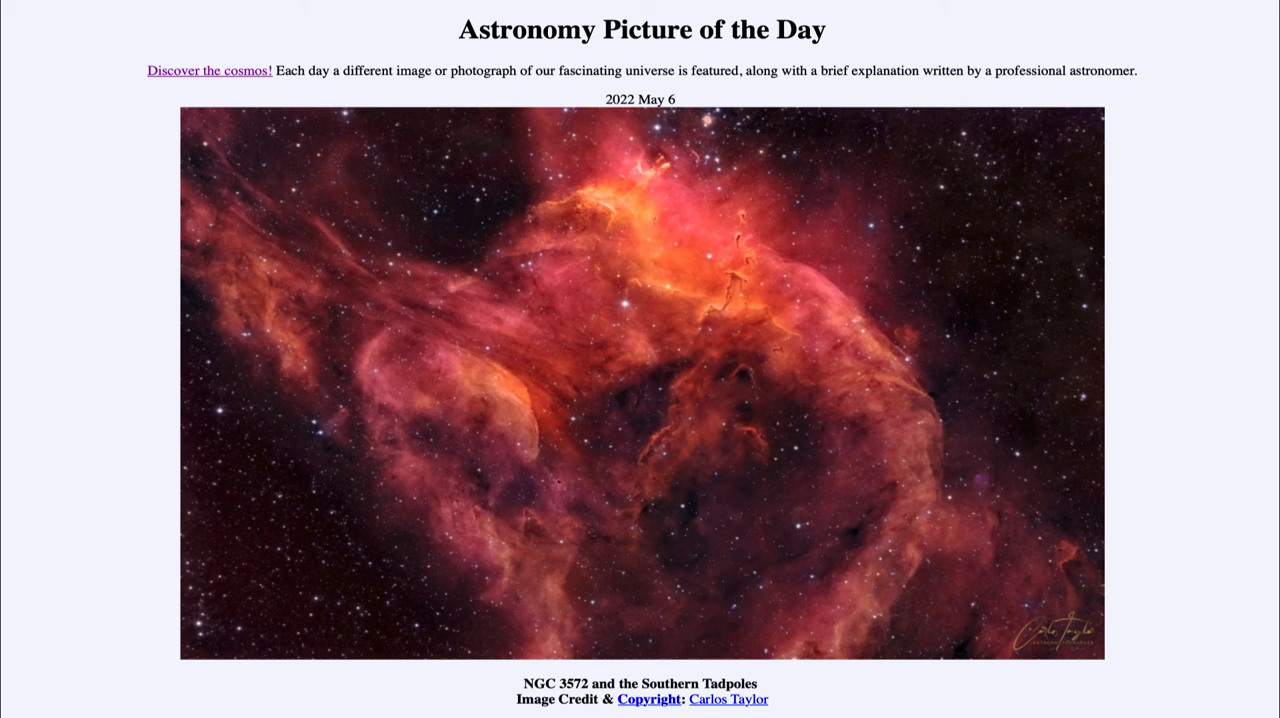 Astronomy Picture of the Day
Discover the cosmos! Each day a different image or photograph of our fascinating universe is featured, along with a brief explanation written by a professional astronomer.
2022 May 6
Carlos Taylor
NGC 3572 and the Southern Tadpoles
Image Credit & Copyright: Carlos Taylor